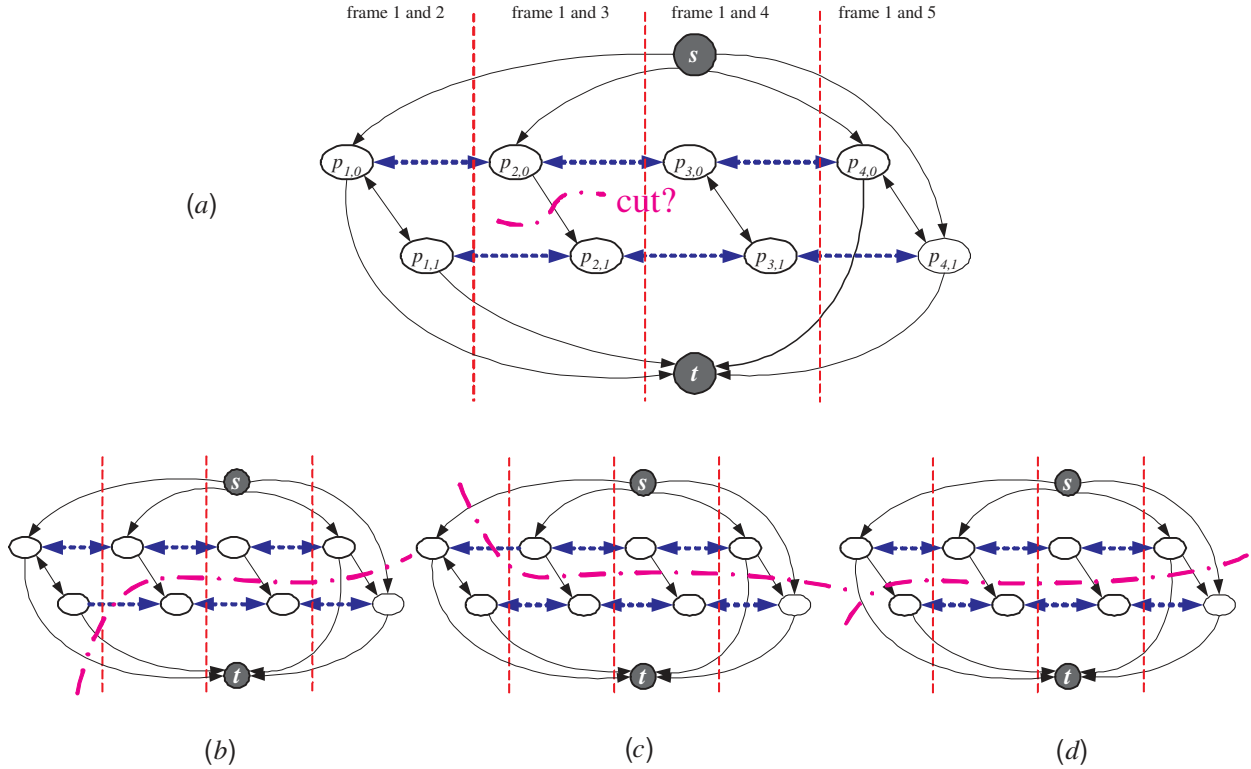 frame 1 and 2 frame 1 and 3 frame 1 and 4 frame 1 and 5
s
p1,0 p2,0 p3,0 p4,0
(a) cut?
p1,1 p2,1 p3,1 p4,1
t
s s s
t t t
(b) (c) (d)